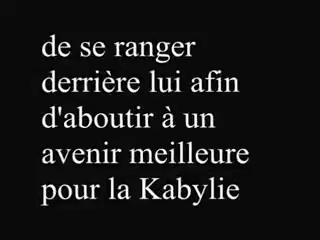 de se ranger
derrière lui afin
d'aboutir à un
avenir meilleure
pour la Kabylie